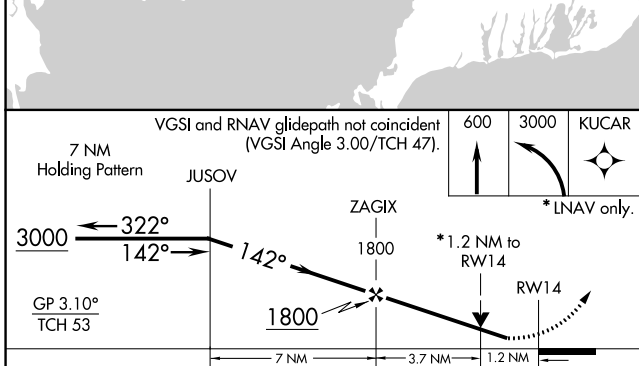 VGSI and RNAV glidepath not coincident
(VGSI Angle 3.00/TCH 47).
600
3000
KUCAR
7 NM
Holding Pattern
JUSOV
* LNAV only.
ZAGIX
322°
3000
142°
142°
1800
*1.2 NM to
RW14
RW14
GP 3.10°
TCH 53
1800
7 NM
3.7 NM
1.2 NM